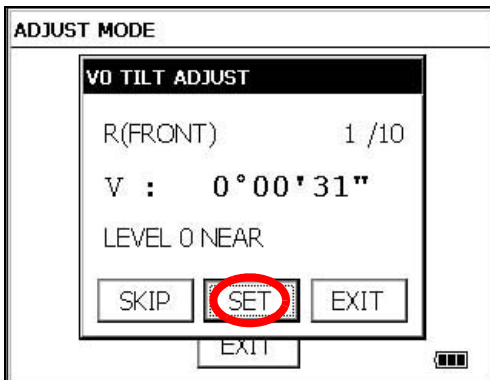 ADJUST MODE
V0 TILT ADJUST
R(FRONT) 1 /10
V : 0°00'31"
LEVEL 0 NEAR
SKIP SET EXIT
EXIT